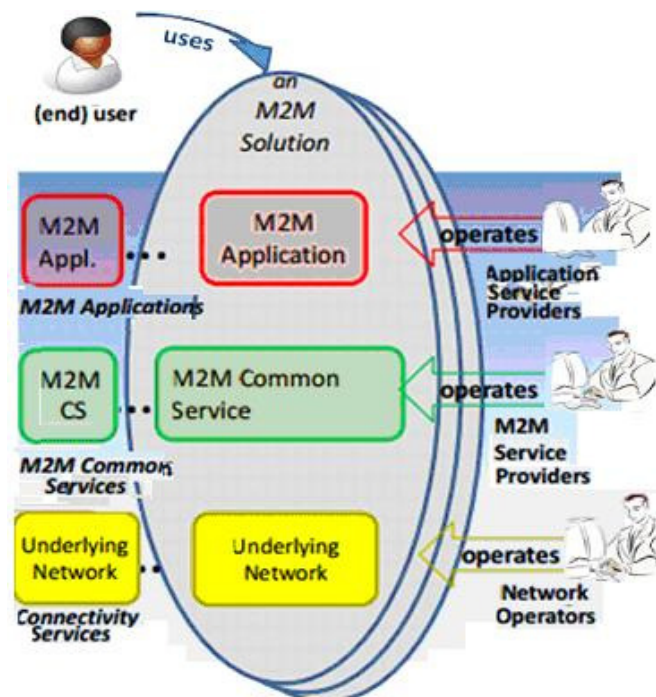 uses
(end) user
an
M2M
Solution
M2M
Appl.
M2M
Application
operates
M2M Applications
Application
Service
Providers
M2M
CS
M2M Common
Service
operates
M2M Common
Services
M2M
Service
Providers
Underlying
Network
Underlying
Network
operates
Connectivity
Services
Network
Operators